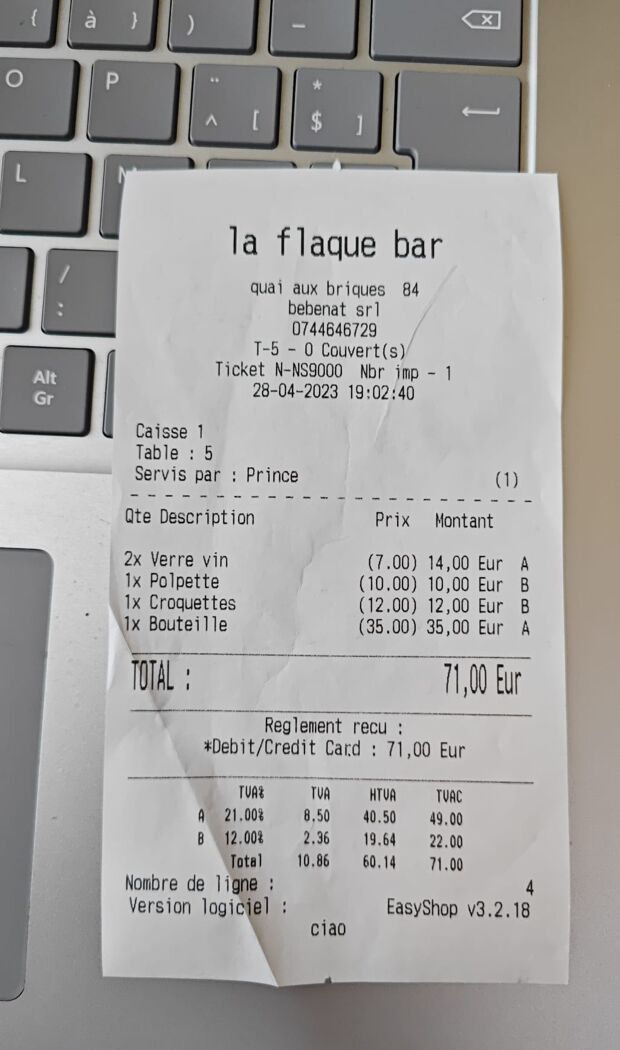 { à } ) _ ⌫
O P ¨ ^ [ * $ ]
L
/ :
Alt Gr
la flaque bar
quai aux briques 84
bebenat srl
0744646729
T-5 - 0 Couvert(s)
Ticket N-NS9000 Nbr imp - 1
28-04-2023 19:02:40
Caisse 1
Table : 5
Servis par : Prince (1)
Qte Description Prix Montant
2x Verre vin (7.00) 14,00 Eur A
1x Polpette (10.00) 10,00 Eur B
1x Croquettes (12.00) 12,00 Eur B
1x Bouteille (35.00) 35,00 Eur A
TOTAL : 71,00 Eur
Reglement recu :
*Debit/Credit Card : 71,00 Eur
TVA% TVA HTVA TVAC
A 21.00% 8.50 40.50 49.00
B 12.00% 2.36 19.64 22.00
Total 10.86 60.14 71.00
Nombre de ligne : 4
Version logiciel : EasyShop v3.2.18
ciao